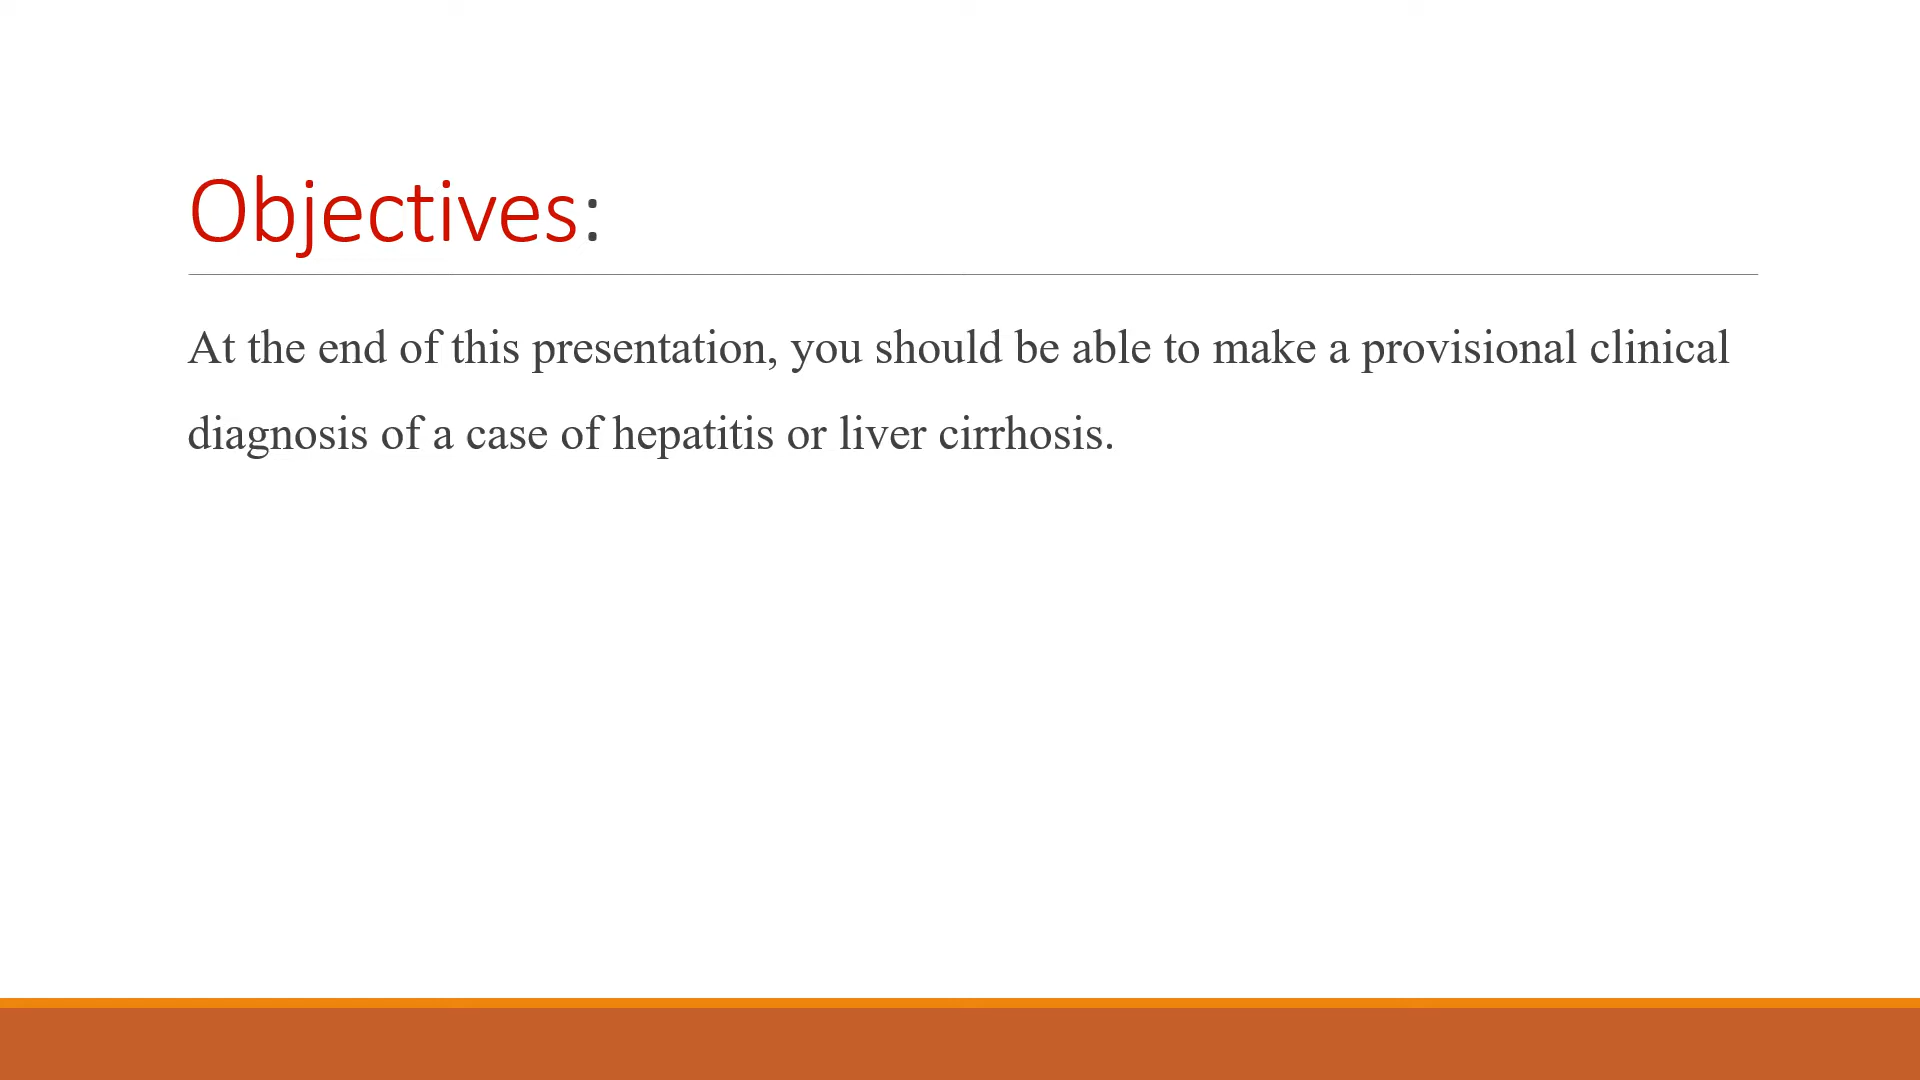 Objectives:
At the end of this presentation, you should be able to make a provisional clinical
diagnosis of a case of hepatitis or liver cirrhosis.